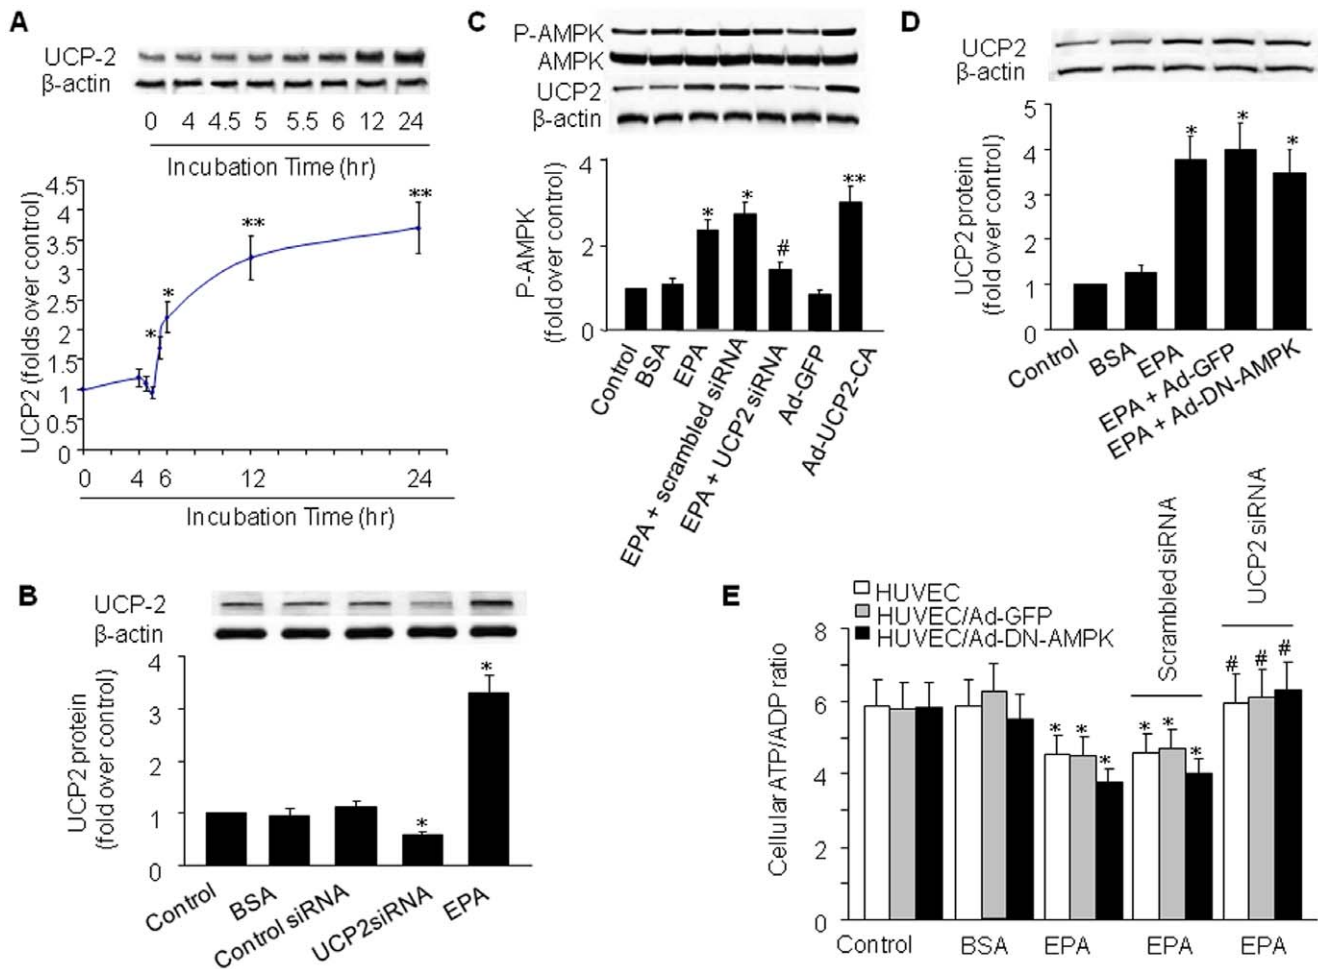 A
UCP-2
β-actin
0 4 4.5 5 5.5 6 12 24
Incubation Time (hr)
UCP2 (folds over control)
4.5
4
3.5
3
2.5
2
1.5
1
0.5
0
*
*
**
**
0 4 6 12 24
Incubation Time (hr)
B
UCP-2
β-actin
UCP2 protein
(fold over control)
4
3
2
1
0
*
*
Control
BSA
Control siRNA
UCP2siRNA
EPA
C
P-AMPK
AMPK
UCP2
β-actin
P-AMPK
(fold over control)
4
2
0
*
*
#
**
Control
BSA
EPA
EPA + scrambled siRNA
EPA + UCP2 siRNA
Ad-GFP
Ad-UCP2-CA
D
UCP2
β-actin
UCP2 protein
(fold over control)
5
4
3
2
1
0
*
*
*
Control
BSA
EPA
EPA + Ad-GFP
EPA + Ad-DN-AMPK
E
HUVEC
HUVEC/Ad-GFP
HUVEC/Ad-DN-AMPK
Scrambled siRNA
UCP2 siRNA
Cellular ATP/ADP ratio
8
6
4
2
0
* * *
* * *
# # #
Control BSA EPA EPA EPA